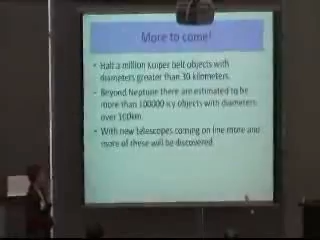 More to come!
• Half a million Kuiper belt objects with
diameters greater than 30 kilometers.
• Beyond Neptune there are estimated to be
more than 100000 icy objects with diameters
over 100km.
• With new telescopes coming on line more and
more of these will be discovered